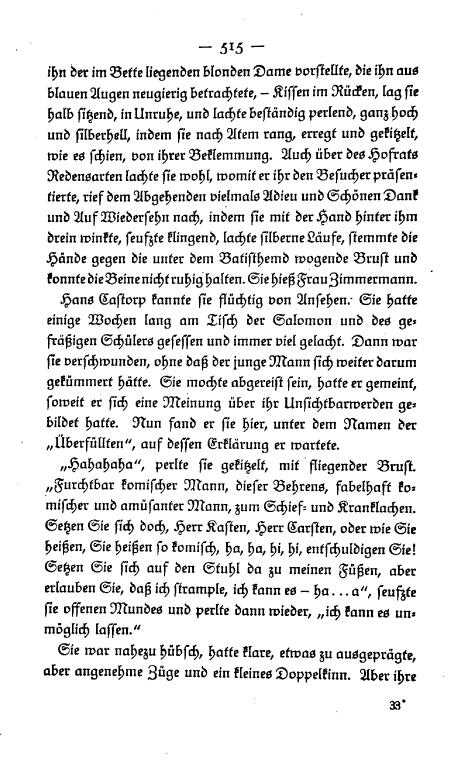 — 515 —
ihn der im Bette liegenden blonden Dame vorstellte, die ihn aus
blauen Augen neugierig betrachtete, – Kissen im Rücken, lag sie
halb sitzend, in Unruhe, und lachte beständig perlend, ganz hoch
und silberhell, indem sie nach Atem rang, erregt und gekitzelt,
wie es schien, von ihrer Beklemmung. Auch über des Hofrats
Redensarten lachte sie wohl, womit er ihr den Besucher präsen-
tierte, rief dem Abgehenden vielmals Adieu und Schönen Dank
und Auf Wiedersehn nach, indem sie mit der Hand hinter ihm
drein winkte, seufzte klingend, lachte silberne Läufe, stemmte die
Hände gegen die unter dem Batisthemd wogende Brust und
konnte die Beine nicht ruhig halten. Sie hieß Frau Zimmermann.
Hans Castorp kannte sie flüchtig von Ansehen. Sie hatte
einige Wochen lang am Tisch der Salomon und des ge-
fräßigen Schülers gesessen und immer viel gelacht. Dann war
sie verschwunden, ohne daß der junge Mann sich weiter darum
gekümmert hätte. Sie mochte abgereist sein, hatte er gemeint,
soweit er sich eine Meinung über ihr Unsichtbarwerden ge-
bildet hatte. Nun fand er sie hier, unter dem Namen der
„Überfüllten“, auf dessen Erklärung er wartete.
„Hahahaha“, perlte sie gekitzelt, mit fliegender Brust.
„Furchtbar komischer Mann, dieser Behrens, fabelhaft ko-
mischer und amüsanter Mann, zum Schief- und Kranklachen.
Setzen Sie sich doch, Herr Kasten, Herr Carsten, oder wie Sie
heißen, Sie heißen so komisch, ha, ha, hi, hi, entschuldigen Sie!
Setzen Sie sich auf den Stuhl da zu meinen Füßen, aber
erlauben Sie, daß ich strample, ich kann es – ha...a“, seufzte
sie offenen Mundes und perlte dann wieder, „ich kann es un-
möglich lassen.“
Sie war nahezu hübsch, hatte klare, etwas zu ausgeprägte,
aber angenehme Züge und ein kleines Doppelkinn. Aber ihre
33*